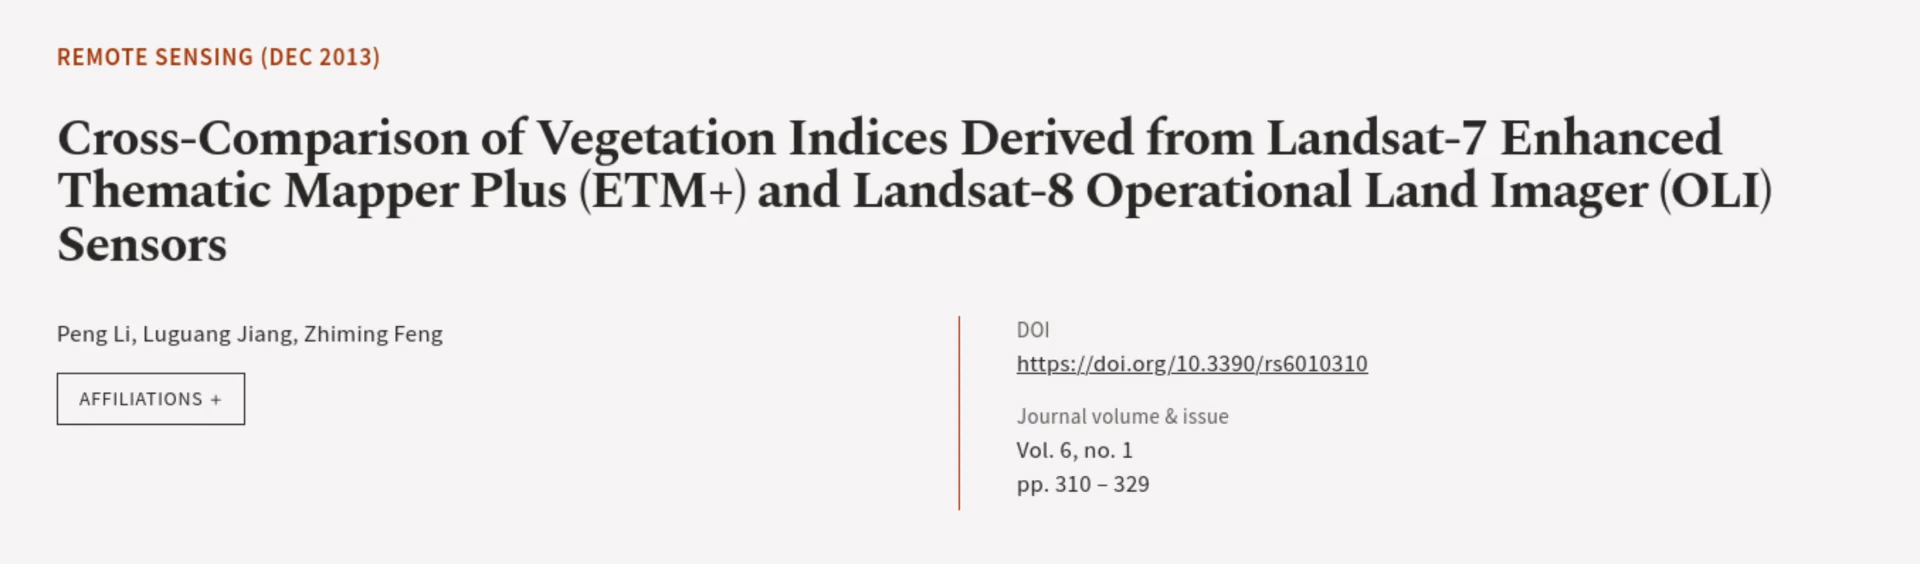 REMOTE SENSING (DEC 2013)
Cross-Comparison of Vegetation Indices Derived from Landsat-7 Enhanced
Thematic Mapper Plus (ETM+) and Landsat-8 Operational Land Imager (OLI)
Sensors
Peng Li, Luguang Jiang, Zhiming Feng
AFFILIATIONS +
DOI
https://doi.org/10.3390/rs6010310
Journal volume & issue
Vol. 6, no. 1
pp. 310 – 329